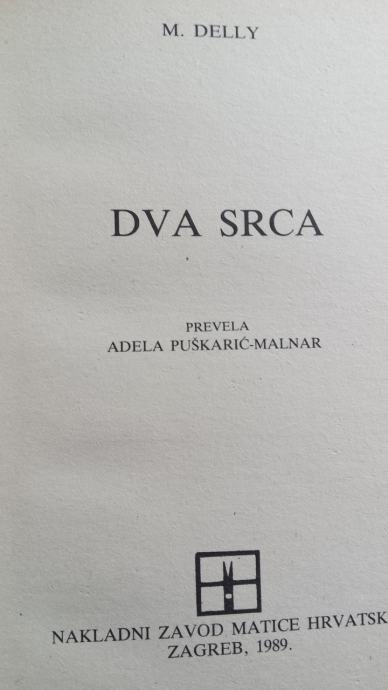 M. DELLY
DVA SRCA
PREVELA
ADELA PUŠKARIĆ-MALNAR
NAKLADNI ZAVOD MATICE HRVATSK
ZAGREB, 1989.